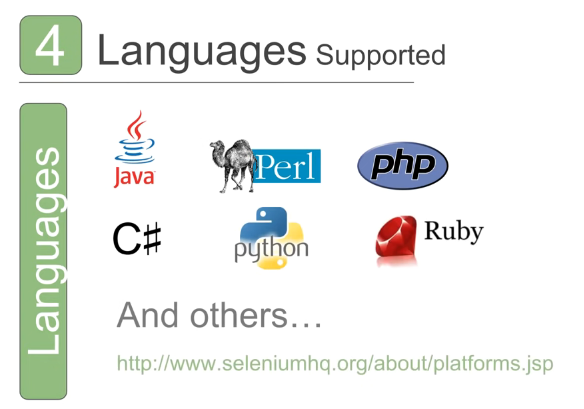 4 Languages Supported
Languages
Java
Perl
php
C#
python
Ruby
And others…
http://www.seleniumhq.org/about/platforms.jsp